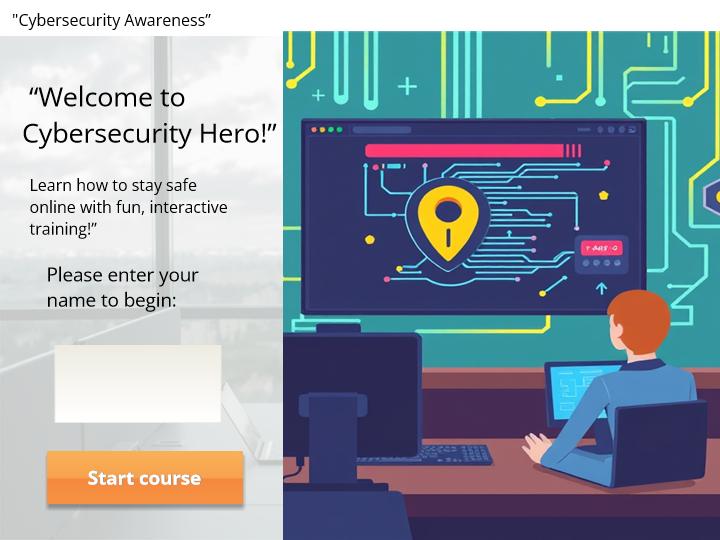 "Cybersecurity Awareness”
“Welcome to
Cybersecurity Hero!”
Learn how to stay safe
online with fun, interactive
training!”
Please enter your
name to begin:
Start course